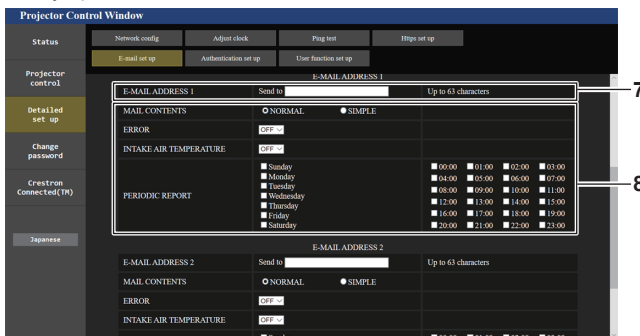 Projector Control Window
Status
Network config Adjust clock Ping test Https set up
E-mail set up Authentication set up User function set up
Projector control
Detailed set up
Change password
Crestron Connected(TM)
Japanese
E-MAIL ADDRESS 1
E-MAIL ADDRESS 1 Send to Up to 63 characters
7
MAIL CONTENTS NORMAL SIMPLE
ERROR OFF
INTAKE AIR TEMPERATURE OFF
PERIODIC REPORT
Sunday 00:00 01:00 02:00 03:00
Monday 04:00 05:00 06:00 07:00
Tuesday
Wednesday 08:00 09:00 10:00 11:00
Thursday 12:00 13:00 14:00 15:00
Friday 16:00 17:00 18:00 19:00
Saturday 20:00 21:00 22:00 23:00
8
E-MAIL ADDRESS 2
E-MAIL ADDRESS 2 Send to Up to 63 characters
MAIL CONTENTS NORMAL SIMPLE
ERROR OFF
INTAKE AIR TEMPERATURE OFF